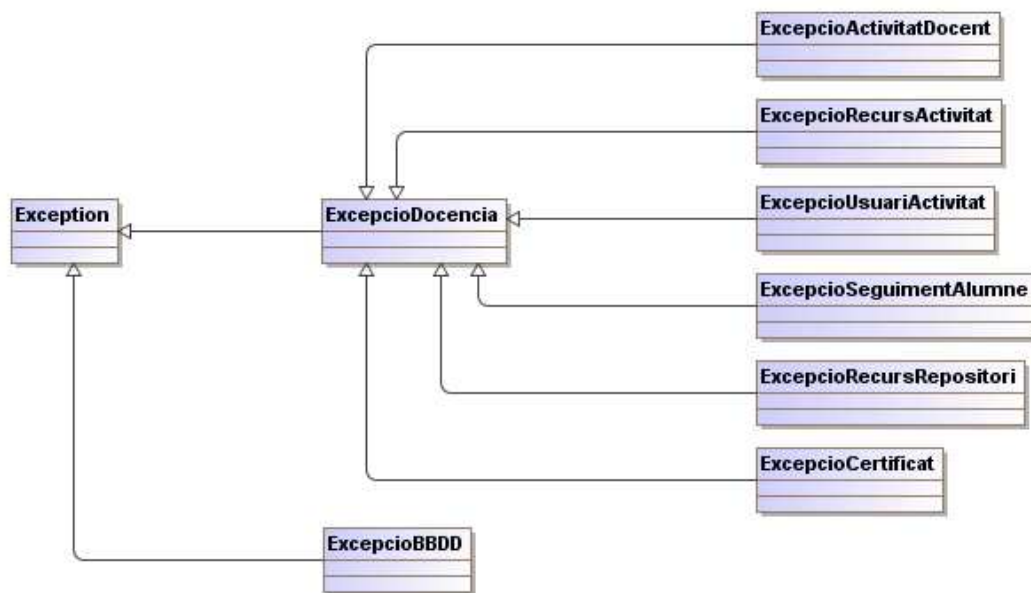 ExcepcioActivitatDocent
ExcepcioRecursActivitat
ExcepcioUsuariActivitat
Exception
ExcepcioDocencia
ExcepcioSeguimentAlumne
ExcepcioRecursRepositori
ExcepcioCertificat
ExcepcioBBDD